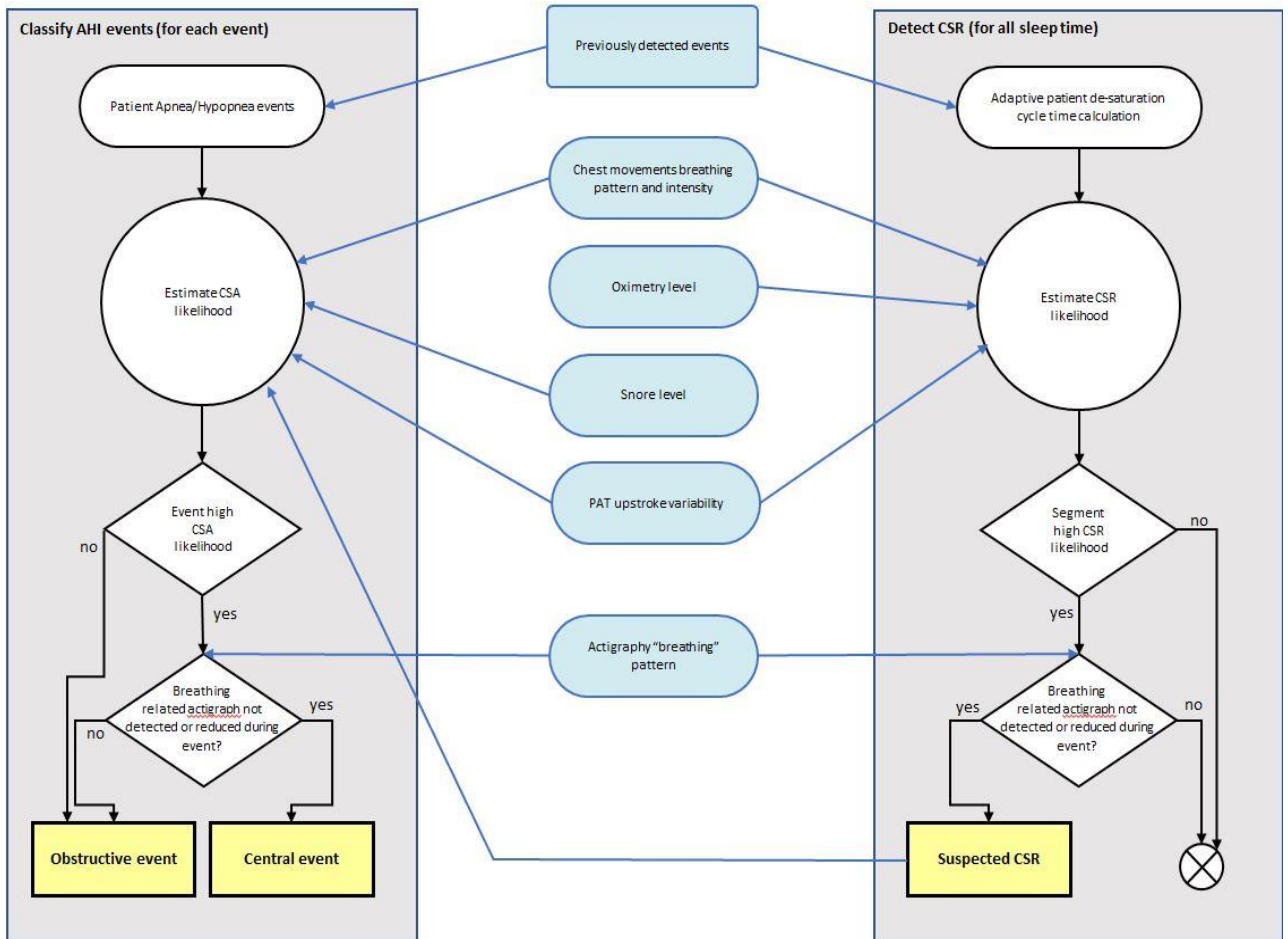 Classify AHI events (for each event)
Previously detected events
Detect CSR (for all sleep time)
Patient Apnea/Hypopnea events
Adaptive patient de-saturation
cycle time calculation
Chest movements breathing
pattern and intensity
Estimate CSA
likelihood
Oximetry level
Estimate CSR
likelihood
Snore level
PAT upstroke variability
Event high
CSA
likelihood
no
yes
Segment
high CSR
likelihood
no
yes
Actigraphy “breathing”
pattern
Breathing
related actigraph not
detected or reduced during
event?
no
yes
Breathing
related actigraph not
detected or reduced during
event?
yes
no
Obstructive event
Central event
Suspected CSR